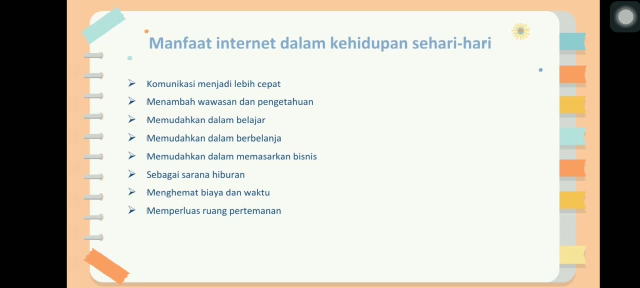 Manfaat internet dalam kehidupan sehari-hari
Komunikasi menjadi lebih cepat
Menambah wawasan dan pengetahuan
Memudahkan dalam belajar
Memudahkan dalam berbelanja
Memudahkan dalam memasarkan bisnis
Sebagai sarana hiburan
Menghemat biaya dan waktu
Memperluas ruang pertemanan